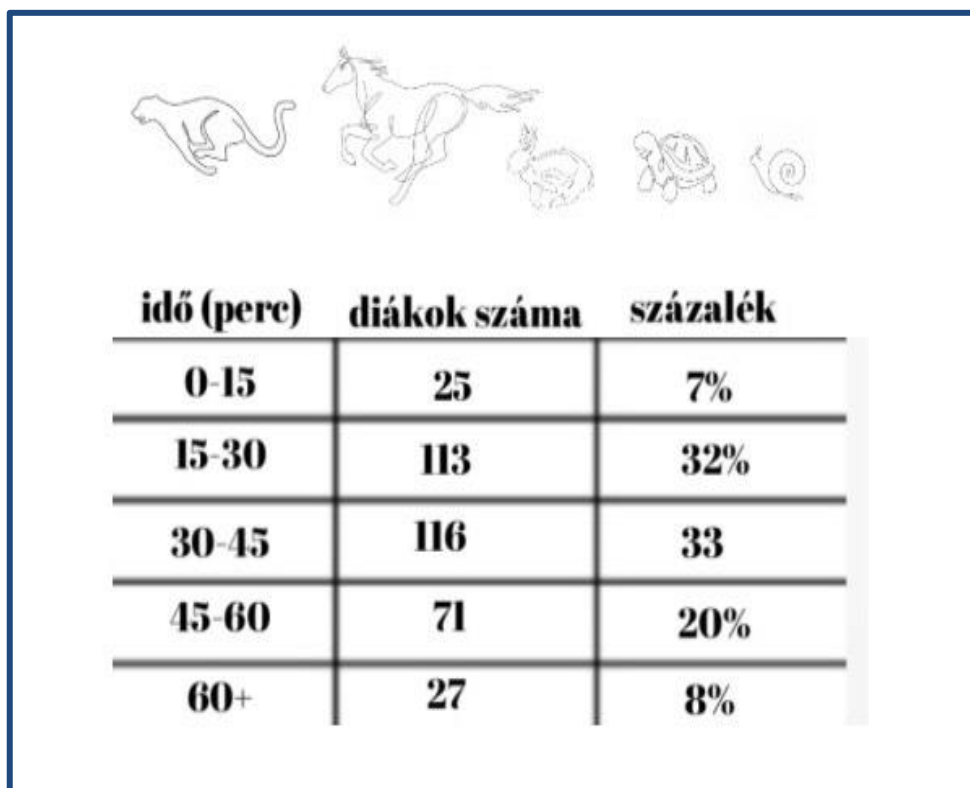 idő (perc) diákok száma százalék
0-15 25 7%
15-30 113 32%
30-45 116 33
45-60 71 20%
60+ 27 8%